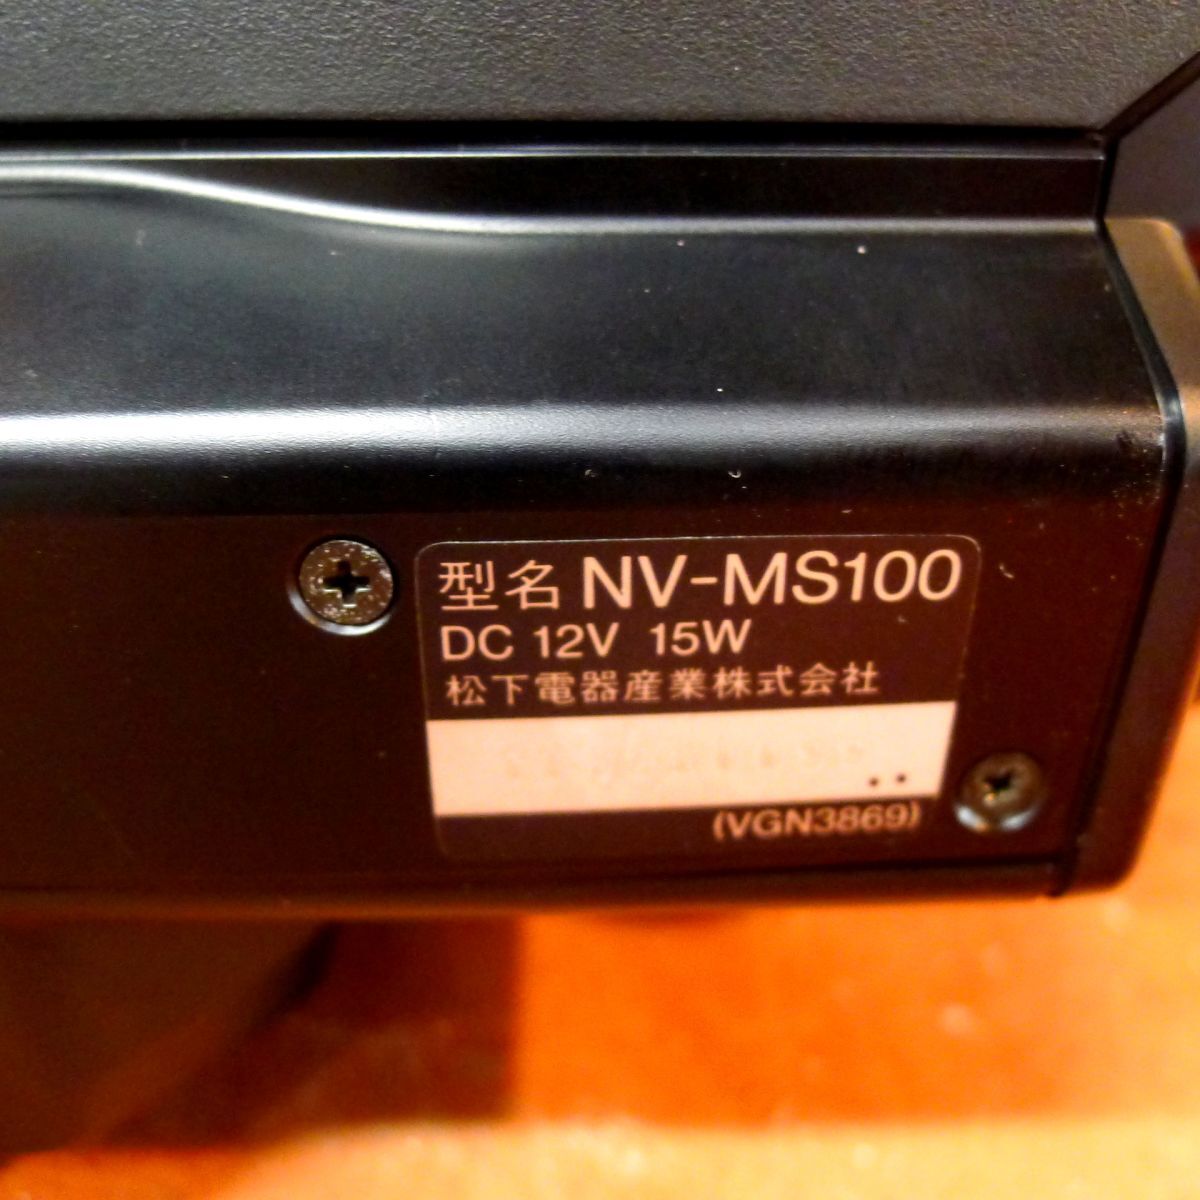 型名 NV-MS100
DC 12V 15W
松下電器産業株式会社
(VGN3869)